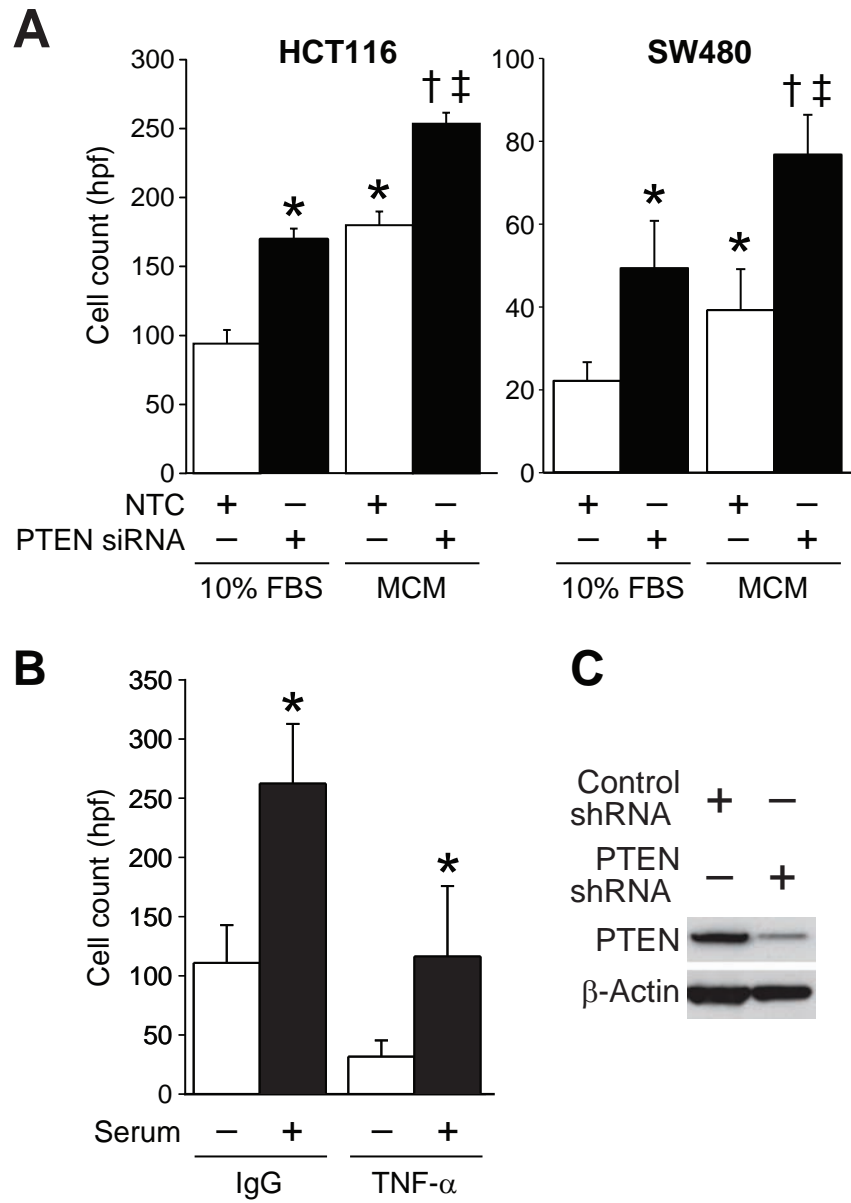 A
HCT116
SW480
Cell count (hpf)
300
250
200
150
100
50
0
*
*
† ‡
100
80
60
40
20
0
*
*
† ‡
NTC + – + – + – + –
PTEN siRNA – + – + – + – +
10% FBS MCM 10% FBS MCM
B
Cell count (hpf)
350
300
250
200
150
100
50
0
*
*
Serum – + – +
IgG TNF-α
C
Control
shRNA + –
PTEN
shRNA – +
PTEN
β-Actin